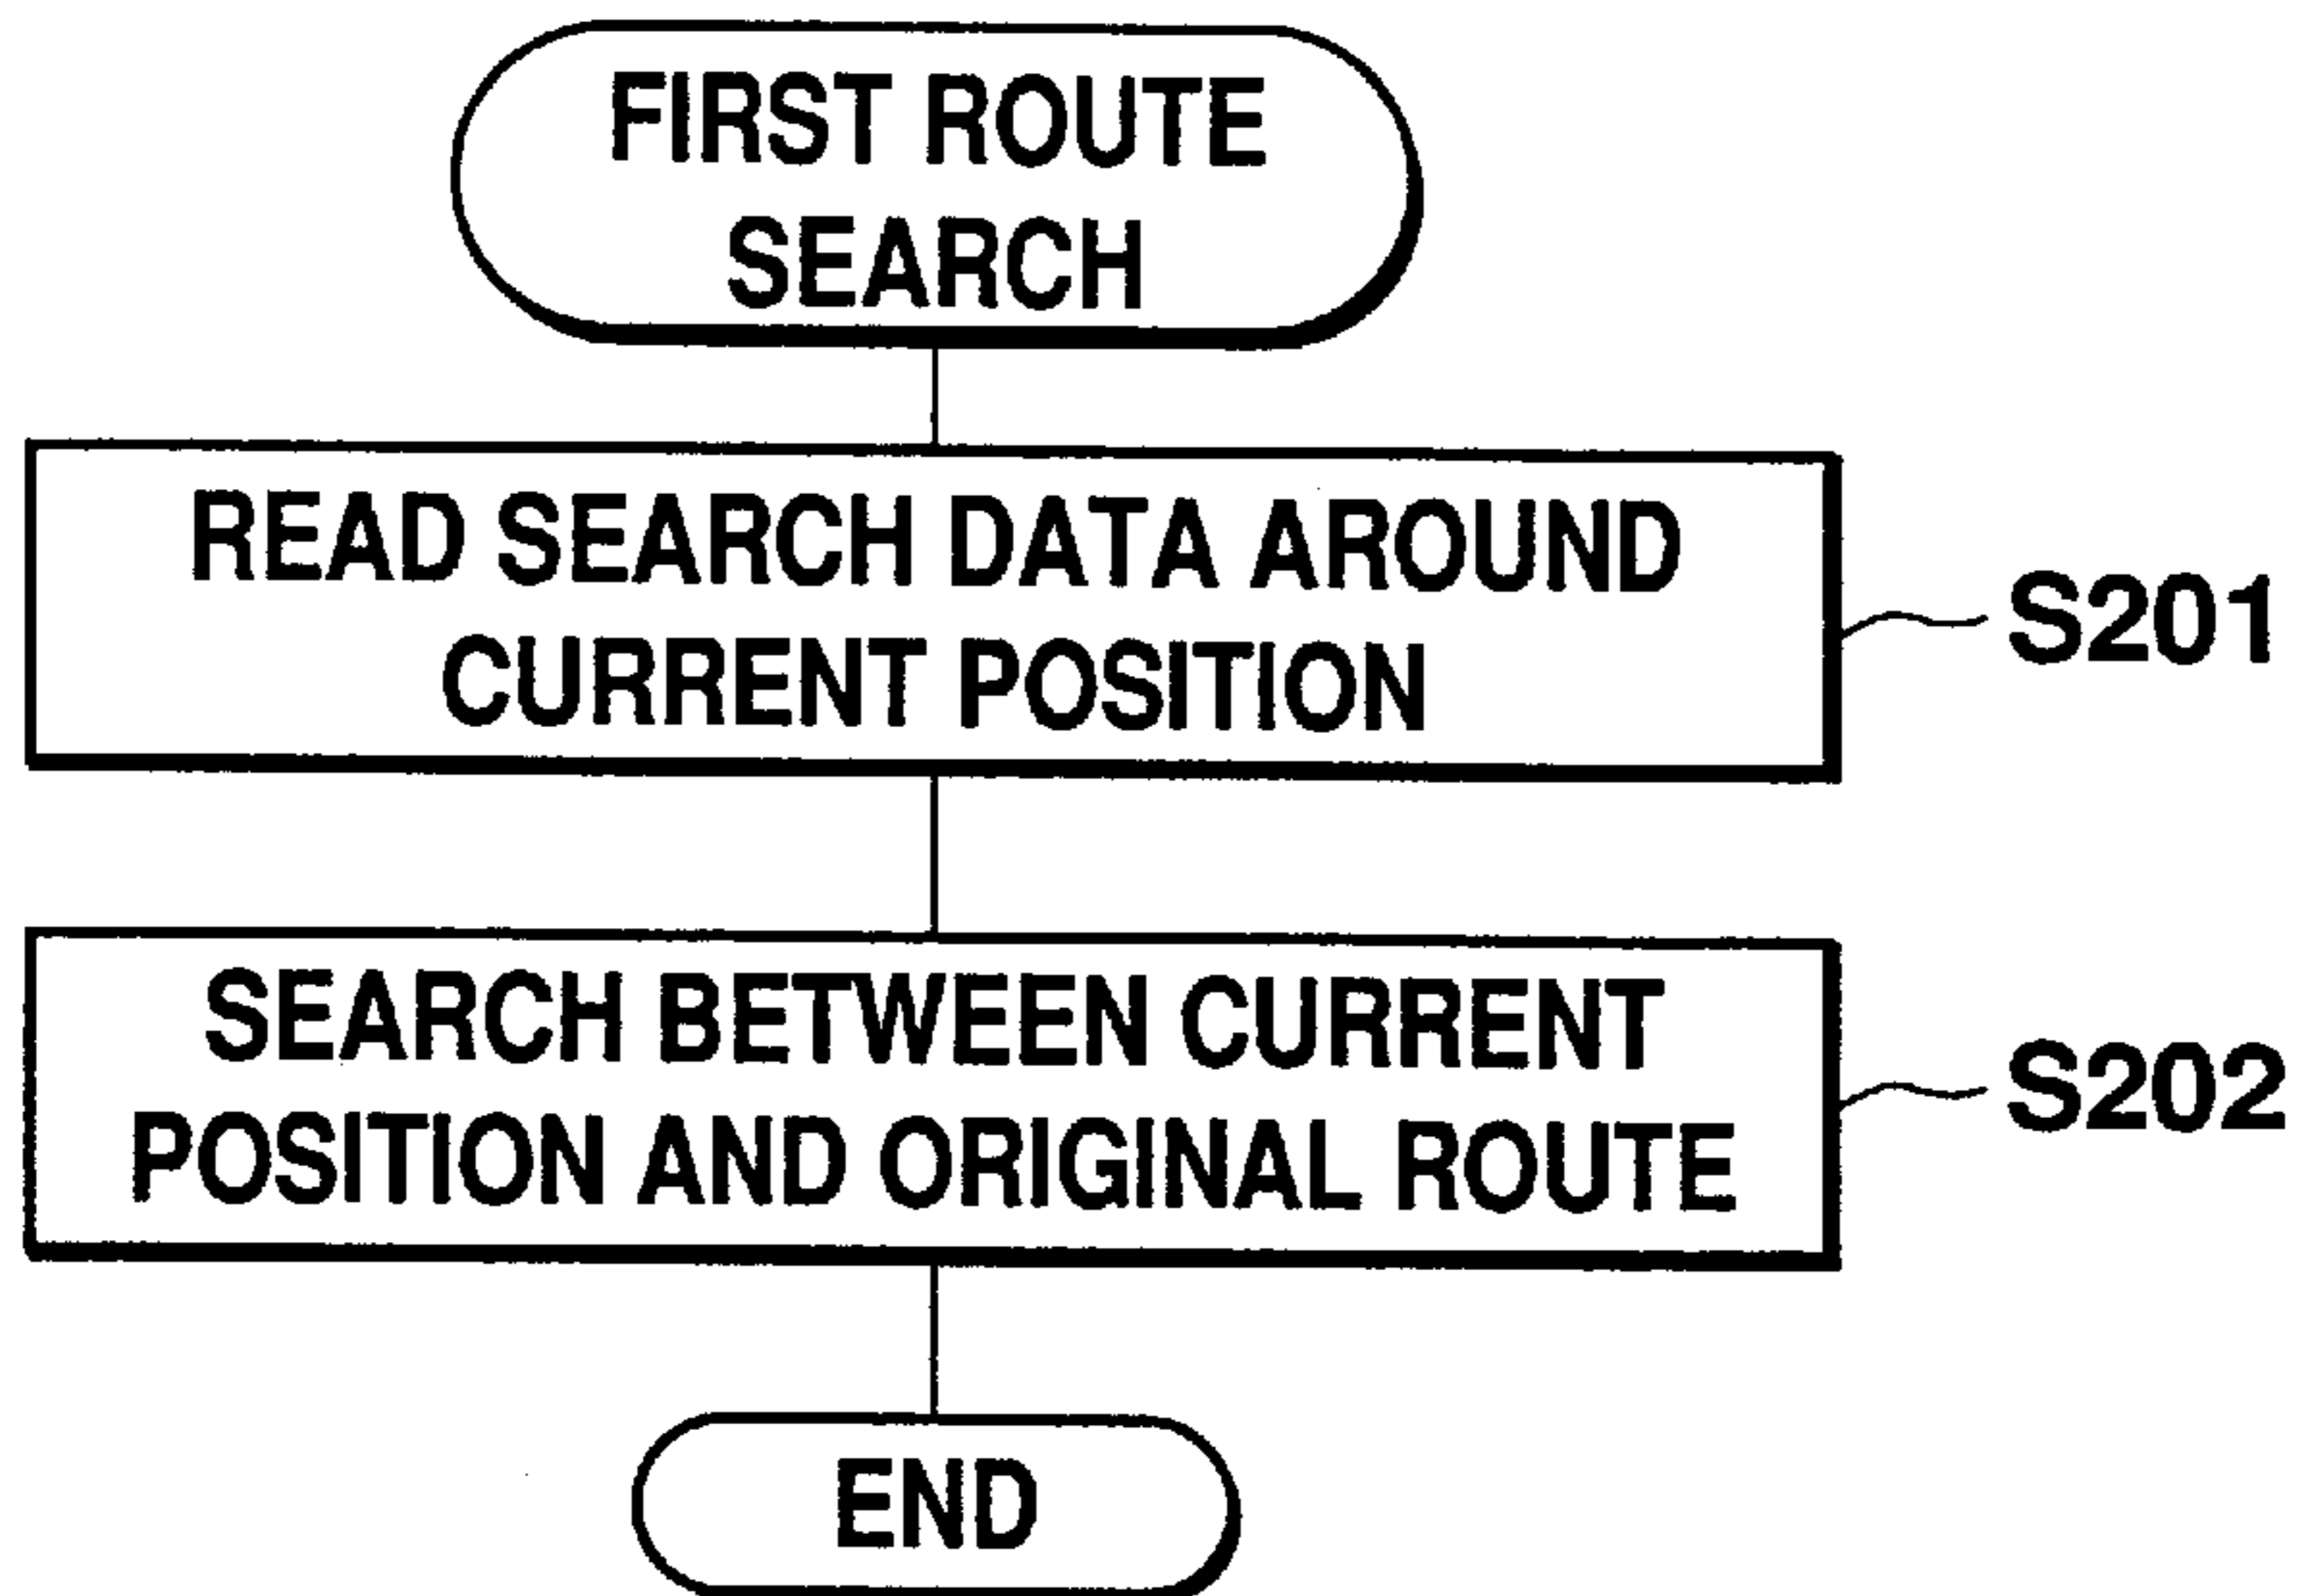 FIRST ROUTE
SEARCH
READ SEARCH DATA AROUND
CURRENT POSITION
S201
SEARCH BETWEEN CURRENT
POSITION AND ORIGINAL ROUTE
S202
END